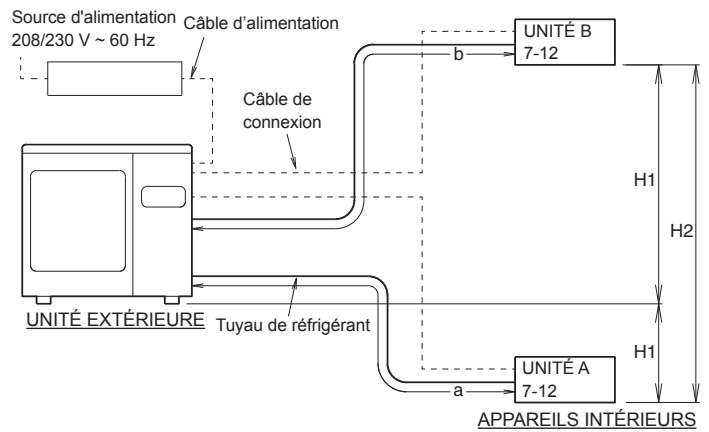 Source d'alimentation
208/230 V ~ 60 Hz
Câble d'alimentation
UNITÉ B
7-12
b
Câble de
connexion
H1
H2
UNITÉ EXTÉRIEURE
Tuyau de réfrigérant
H1
UNITÉ A
7-12
a
APPAREILS INTÉRIEURS